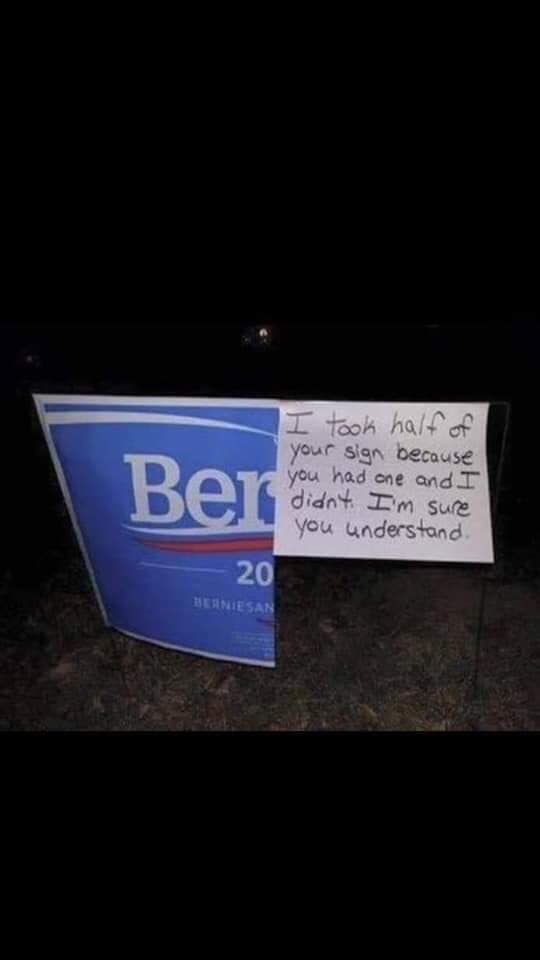 I took half of
your sign because
you had one and I
didn't. I'm sure
you understand.
Ber
20
BERNIESAN